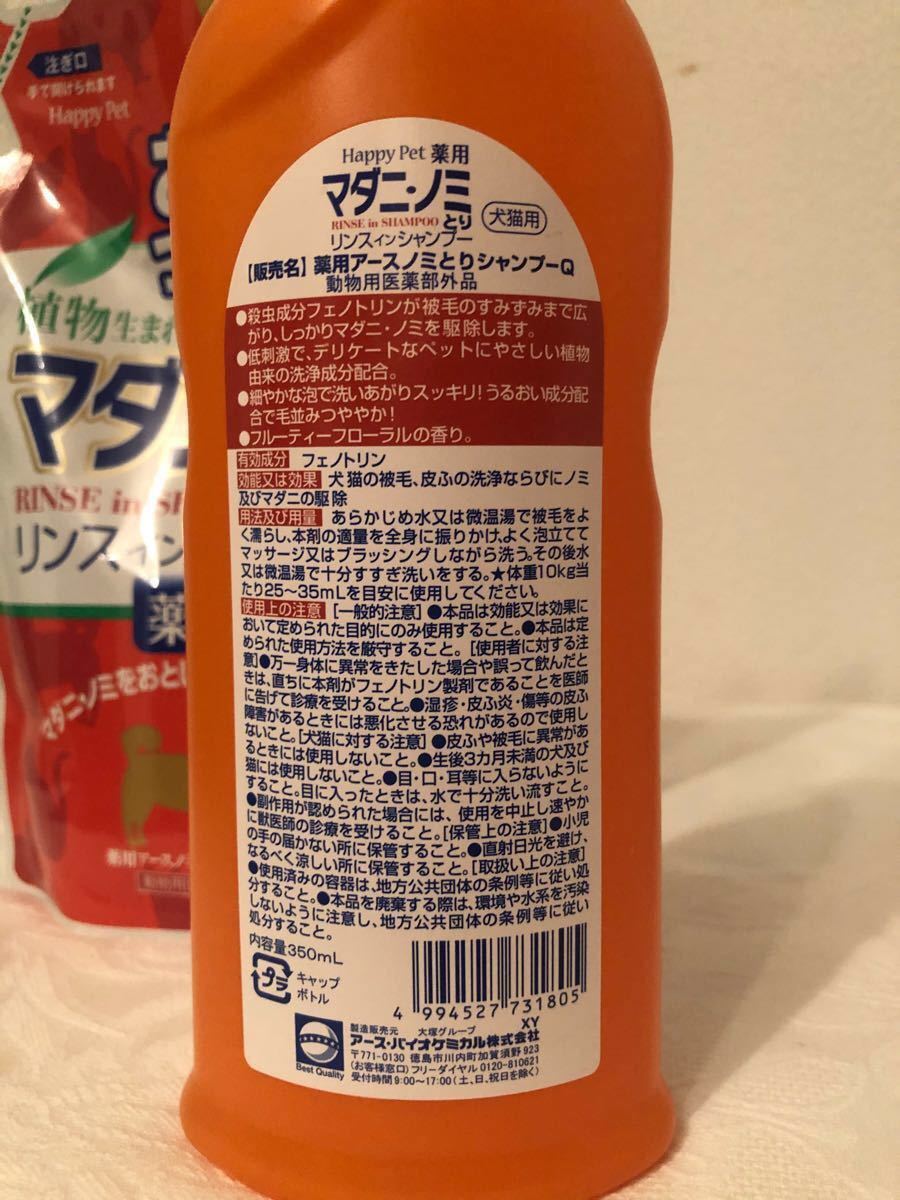 注ぎ口
手で開けられます
Happy Pet
植物生まれ
マダ
RINSE in SH
リンスイン
薬
マダニ・ノミをおとし
薬用アースノミ
Happy Pet 薬用
マダニ・ノミ
RINSE in SHAMPOO とり
リンスインシャンプー
犬猫用
【販売名】薬用アースノミとりシャンプーQ
動物用医薬部外品
●殺虫成分フェノトリンが被毛のすみずみまで広
がり、しっかりマダニ・ノミを駆除します。
●低刺激で、デリケートなペットにやさしい植物
由来の洗浄成分配合。
●細やかな泡で洗いあがりスッキリ!うるおい成分配
合で毛並みつややか!
●フルーティーフローラルの香り。
有効成分 フェノトリン
効能又は効果 犬猫の被毛、皮ふの洗浄ならびにノミ
及びマダニの駆除
用法及び用量 あらかじめ水又は微温湯で被毛をよ
く濡らし、本剤の適量を全身に振りかけ、よく泡立てて
マッサージ又はブラッシングしながら洗う。その後水
又は微温湯で十分すすぎ洗いをする。★体重10kg当
たり25〜35mLを目安に使用してください。
使用上の注意 [一般的注意]●本品は効能又は効果に
おいて定められた目的にのみ使用すること。●本品は定
められた使用方法を厳守すること。[使用者に対する注
意]●万一身体に異常をきたした場合や誤って飲んだと
きは、直ちに本剤がフェノトリン製剤であることを医師
に告げて診療を受けること。●湿疹・皮ふ炎・傷等の皮ふ
障害があるときには悪化させる恐れがあるので使用し
ないこと。[犬猫に対する注意]●皮ふや被毛に異常があ
るときには使用しないこと。●生後3カ月未満の犬及び
猫には使用しないこと。●目・口・耳等に入らないように
すること。目に入ったときは、水で十分洗い流すこと。
●副作用が認められた場合には、使用を中止し速やか
に獣医師の診療を受けること。[保管上の注意]●小児
の手の届かない所に保管すること。●直射日光を避け、
なるべく涼しい所に保管すること。[取扱い上の注意]
●使用済みの容器は、地方公共団体の条例等に従い処
分すること。●本品を廃棄する際は、環境や水系を汚染
しないように注意し、地方公共団体の条例等に従い
処分すること。
内容量350mL
プラ
キャップ
ボトル
4 994527 731805
XY
Best Quality
製造販売元 大塚グループ
アース・バイオケミカル株式会社
〒771-0130 徳島市川内町加賀須野923
(お客様窓口)フリーダイヤル 0120-810621
受付時間9:00〜17:00(土、日、祝日を除く)